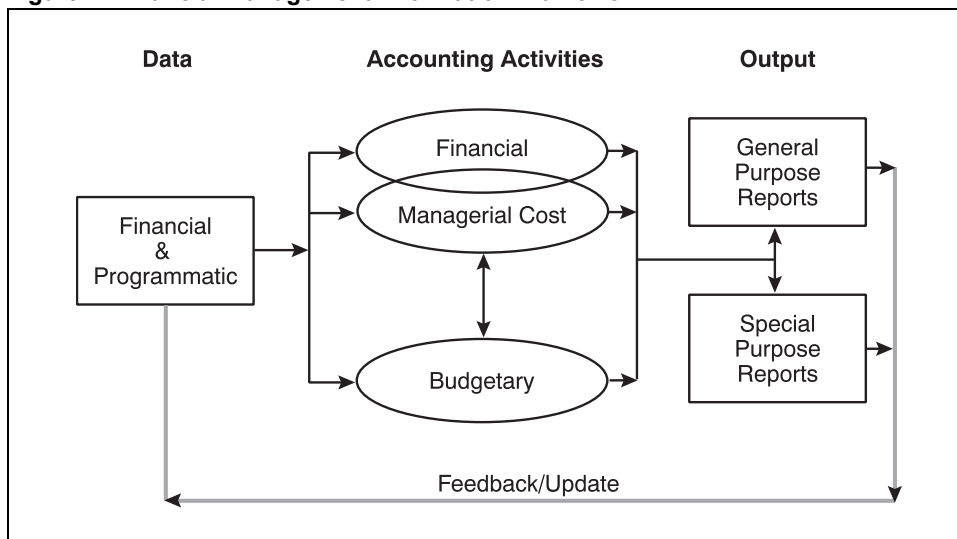 Data
Accounting Activities
Output
Financial
General
Purpose
Reports
Managerial Cost
Financial
&
Programmatic
Special
Purpose
Reports
Budgetary
Feedback/Update